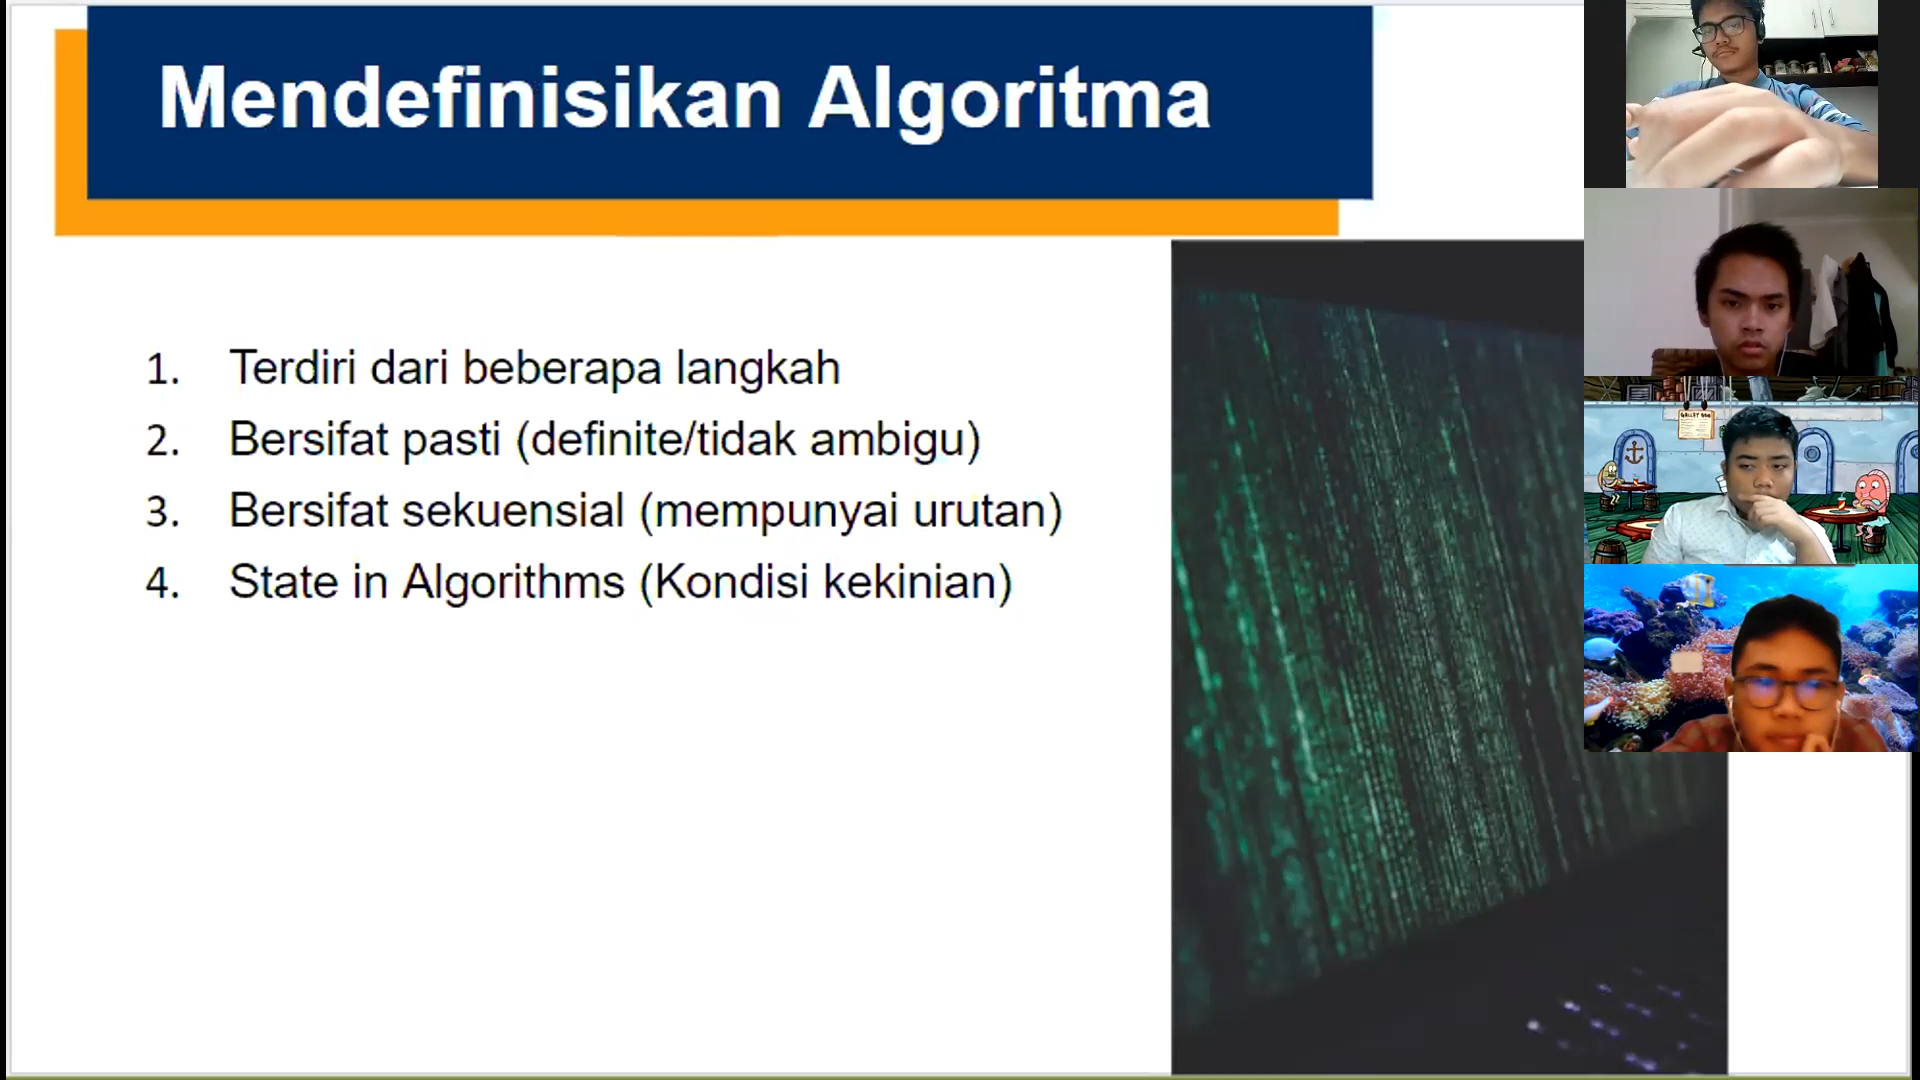 Mendefinisikan Algoritma
1. Terdiri dari beberapa langkah
2. Bersifat pasti (definite/tidak ambigu)
3. Bersifat sekuensial (mempunyai urutan)
4. State in Algorithms (Kondisi kekinian)